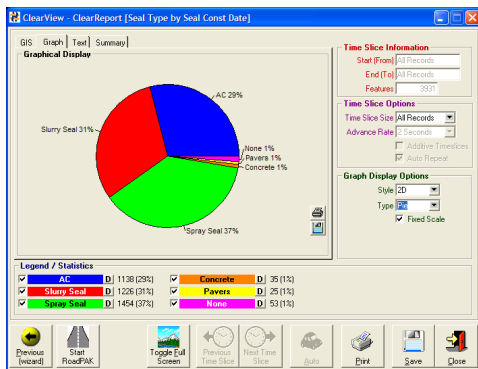 ClearView - ClearReport [Seal Type by Seal Const Date]
GIS Graph Text Summary
Graphical Display
AC 29%
Slurry Seal 31%
None 1%
Pavers 1%
Concrete 1%
Spray Seal 37%
Time Slice Information
Start (From) All Records
End (To) All Records
Features 3931
Time Slice Options
Time Slice Size All Records
Advance Rate 2 Seconds
Additive Timeslices
Auto Repeat
Graph Display Options
Style 2D
Type Pie
Fixed Scale
Legend / Statistics
AC D 1138 (29%) Concrete D 35 (1%)
Slurry Seal D 1226 (31%) Pavers D 25 (1%)
Spray Seal D 1454 (37%) None D 53 (1%)
Previous (wizard)
Start RoadPAK
Toggle Full Screen
Previous Time Slice
Next Time Slice
Auto
Print
Save
Close